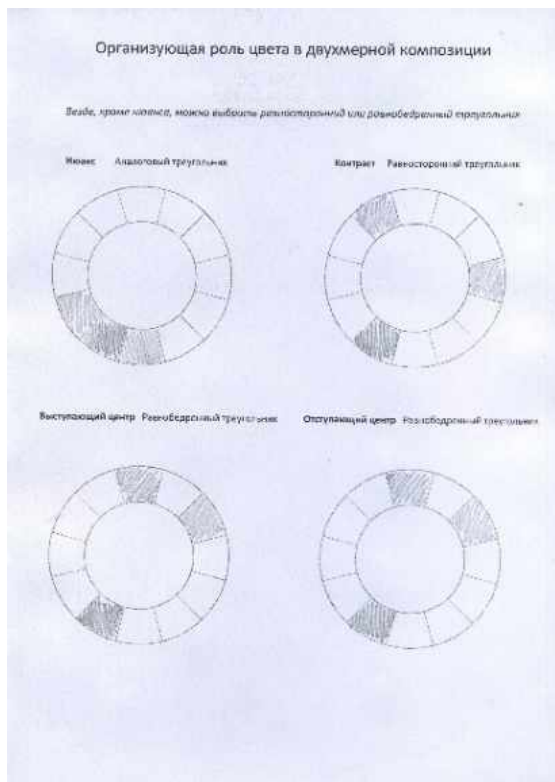 Организующая роль цвета в двухмерной композиции
Везде, кроме нюанса, можно выбрать равносторонний или равнобедренный треугольник
Нюанс Аналоговый треугольник
Контраст Равносторонний треугольник
Выступающий центр Равнобедренный треугольник
Отступающий центр Равнобедренный треугольник